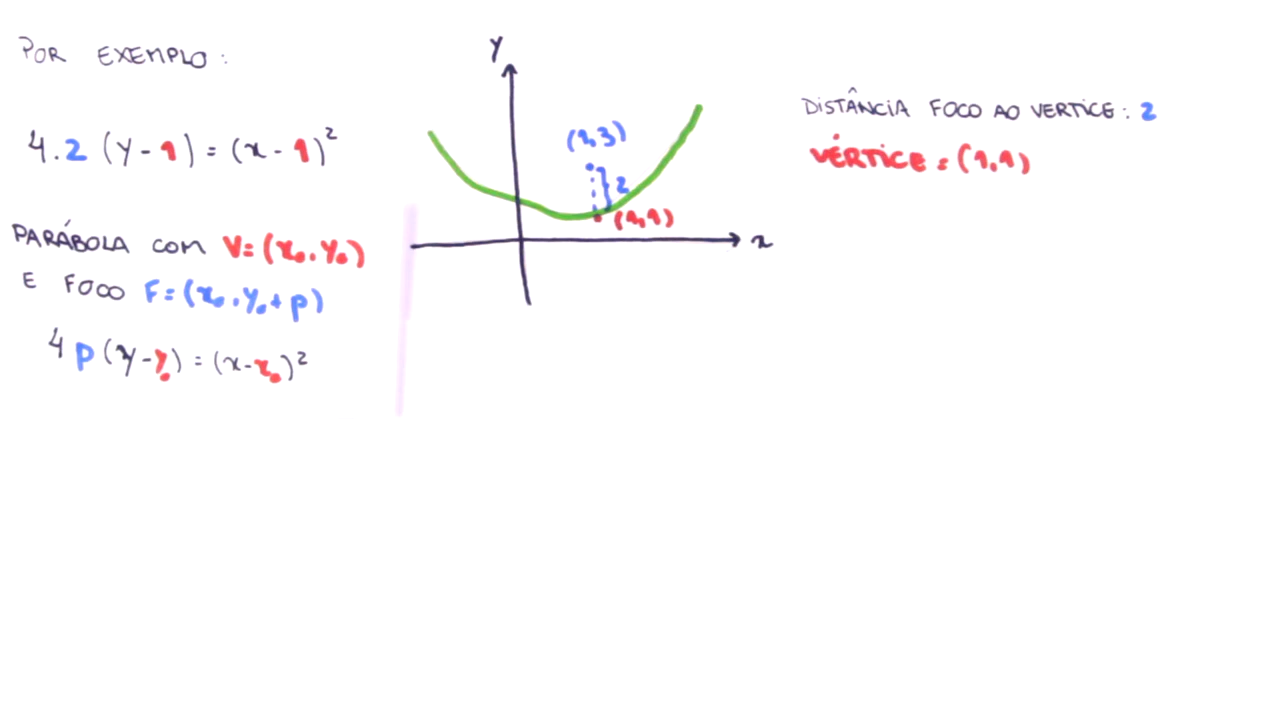 POR EXEMPLO:
4.2 (y-1) = (x-1)²
PARÁBOLA COM V=(x₀,y₀)
E FOCO F=(x₀,y₀+p)
4p(y-y₀) = (x-x₀)²
y
(1,3)
2
(1,1)
x
DISTÂNCIA FOCO AO VERTICE: 2
VÉRTICE = (1,1)